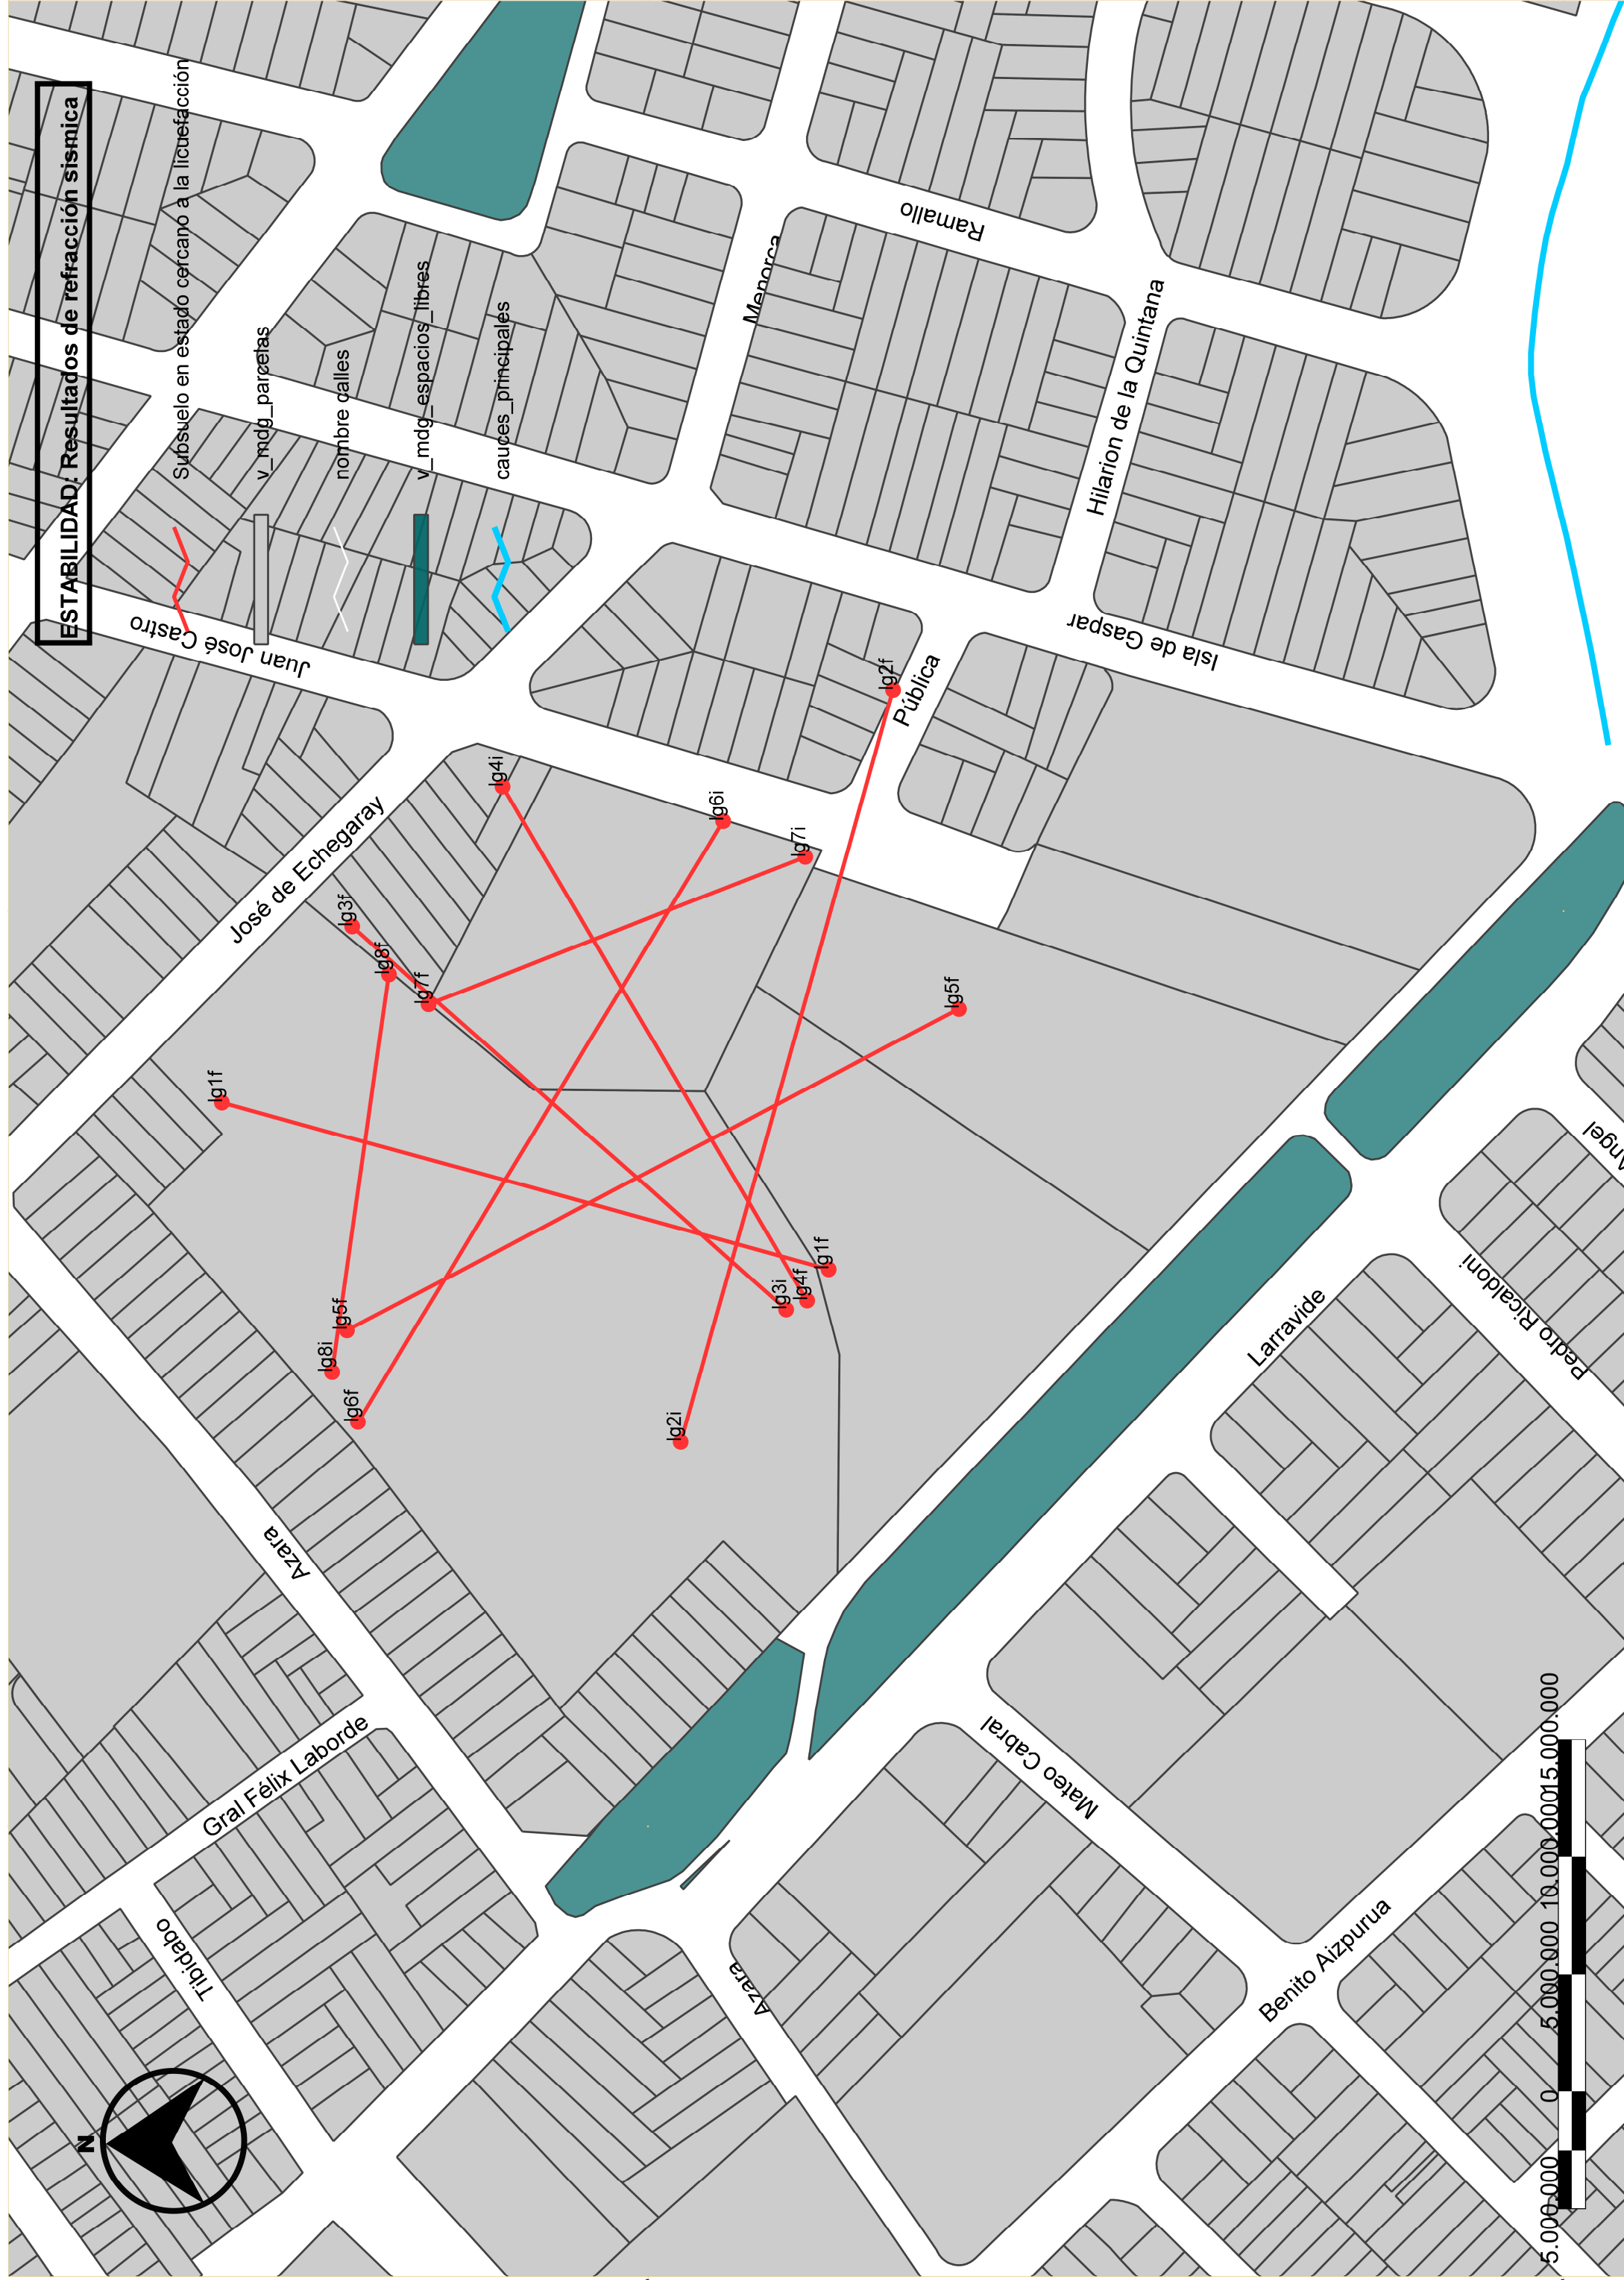 ESTABILIDAD: Resultados de refracción sismica
Subsuelo en estado cercano a la licuefacción
v_mdg_parcelas
nombre calles
v_mdg_espacios_libres
cauces_principales
Juan José Castro
José de Echegaray
Menorca
Ramallo
Hilarion de la Quintana
Isla de Gaspar
Pública
lg2f
lg4i
lg6i
lg7i
lg3f
lg8f
lg7f
lg5f
lg1f
lg1f
lg4f
lg3i
lg5f
lg8i
lg6f
lg2i
Azara
Gral Félix Laborde
Tibidabo
Azara
Mateo Cabral
Larravide
Pedro Ricaldoni
Angel
Benito Aizpurua
N
5.000.000 0 5.000.000 10.000.00015.000.000